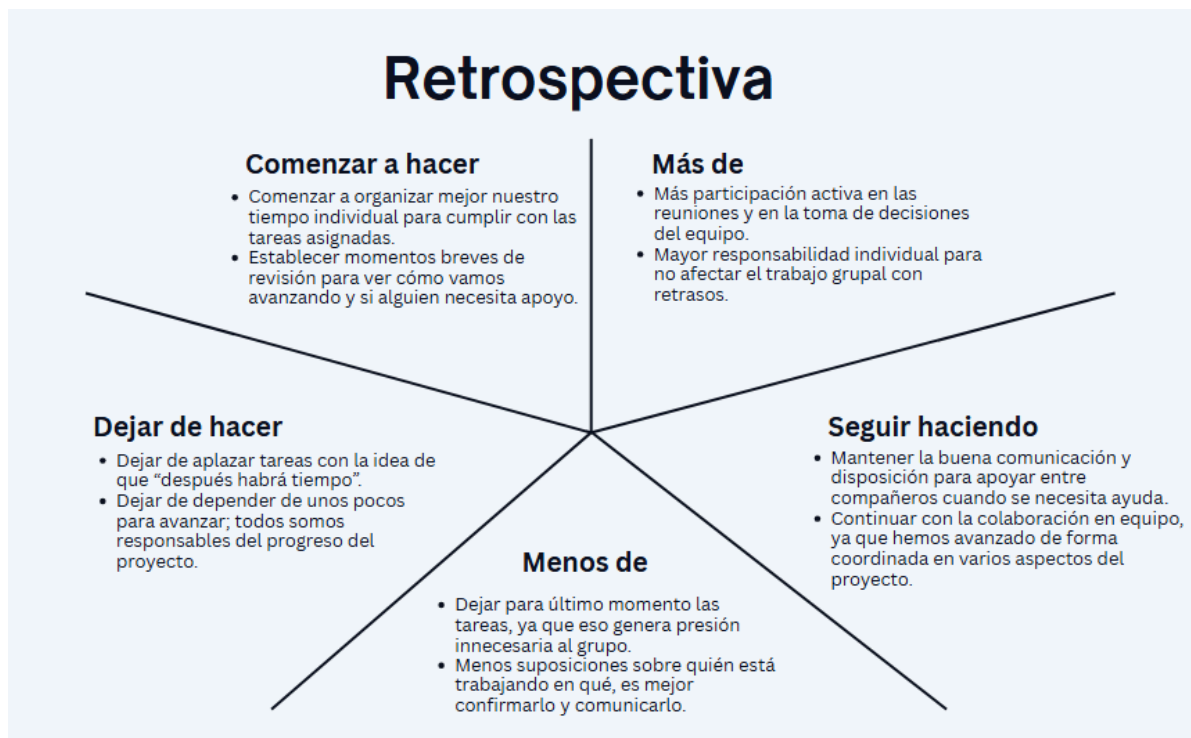 Retrospectiva
Comenzar a hacer
• Comenzar a organizar mejor nuestro
tiempo individual para cumplir con las
tareas asignadas.
• Establecer momentos breves de
revisión para ver cómo vamos
avanzando y si alguien necesita apoyo.
Más de
• Más participación activa en las
reuniones y en la toma de decisiones
del equipo.
• Mayor responsabilidad individual para
no afectar el trabajo grupal con
retrasos.
Dejar de hacer
• Dejar de aplazar tareas con la idea de
que “después habrá tiempo”.
• Dejar de depender de unos pocos
para avanzar; todos somos
responsables del progreso del
proyecto.
Seguir haciendo
• Mantener la buena comunicación y
disposición para apoyar entre
compañeros cuando se necesita ayuda.
• Continuar con la colaboración en equipo,
ya que hemos avanzado de forma
coordinada en varios aspectos del
proyecto.
Menos de
• Dejar para último momento las
tareas, ya que eso genera presión
innecesaria al grupo.
• Menos suposiciones sobre quién está
trabajando en qué, es mejor
confirmarlo y comunicarlo.